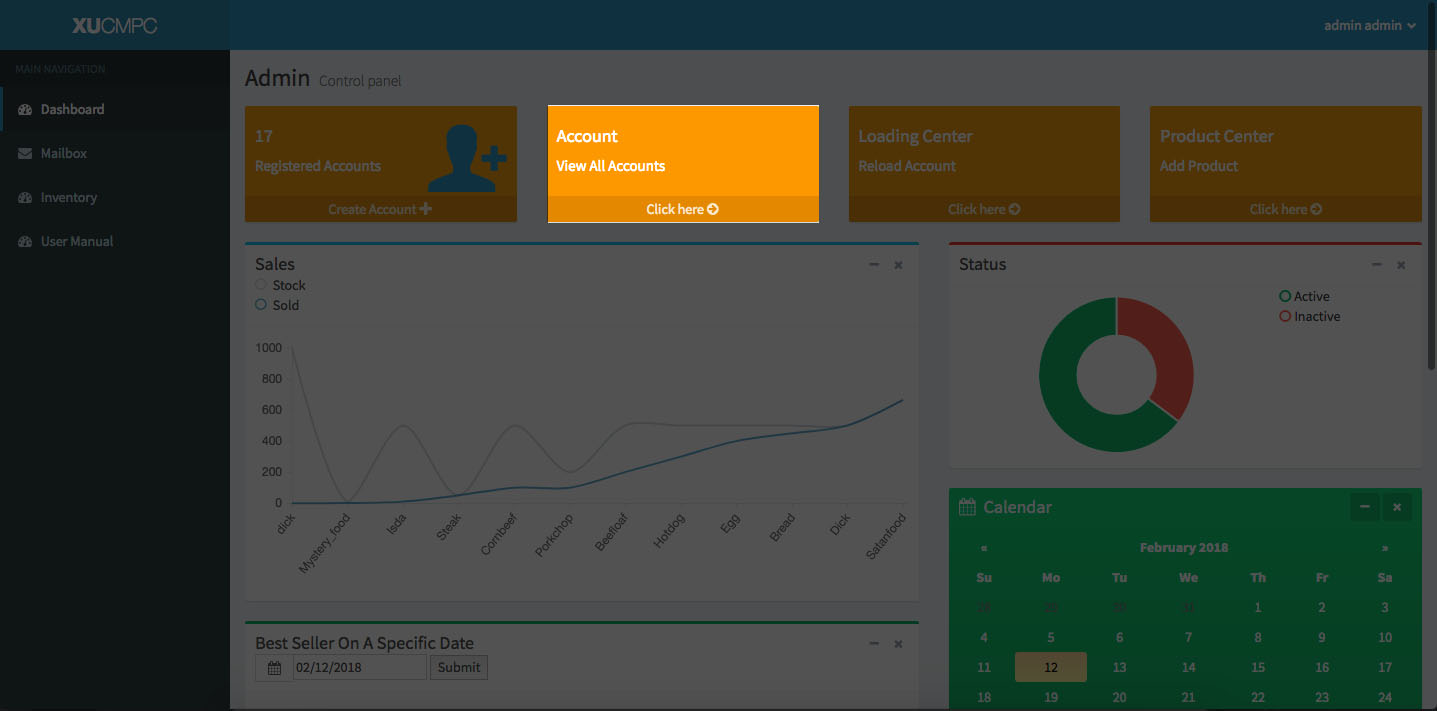 XUCMPC
admin admin
MAIN NAVIGATION
Dashboard
Mailbox
Inventory
User Manual
Admin Control panel
17
Registered Accounts
Create Account
Account
View All Accounts
Click here
Loading Center
Reload Account
Click here
Product Center
Add Product
Click here
Sales
Stock
Sold
1000
800
600
400
200
0
dick
Mystery_food
Isda
Steak
Cornbeef
Porkchop
Beefloaf
Hotdog
Egg
Bread
Dick
Satanfood
Status
Active
Inactive
Calendar
« February 2018 »
Su Mo Tu We Th Fr Sa
28 29 30 31 1 2 3
4 5 6 7 8 9 10
11 12 13 14 15 16 17
18 19 20 21 22 23 24
Best Seller On A Specific Date
02/12/2018 Submit